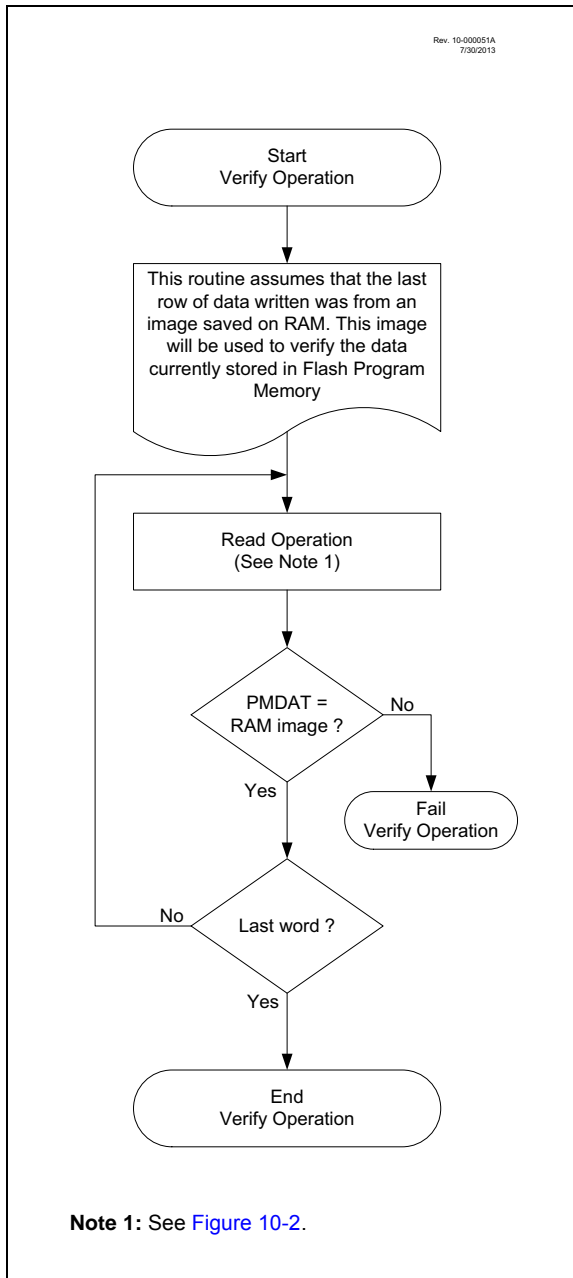 Rev. 10-000051A
7/30/2013
Start
Verify Operation
This routine assumes that the last
row of data written was from an
image saved on RAM. This image
will be used to verify the data
currently stored in Flash Program
Memory
Read Operation
(See Note 1)
PMDAT =
RAM image ?
No
Yes
Fail
Verify Operation
No
Last word ?
Yes
End
Verify Operation
Note 1: See Figure 10-2.